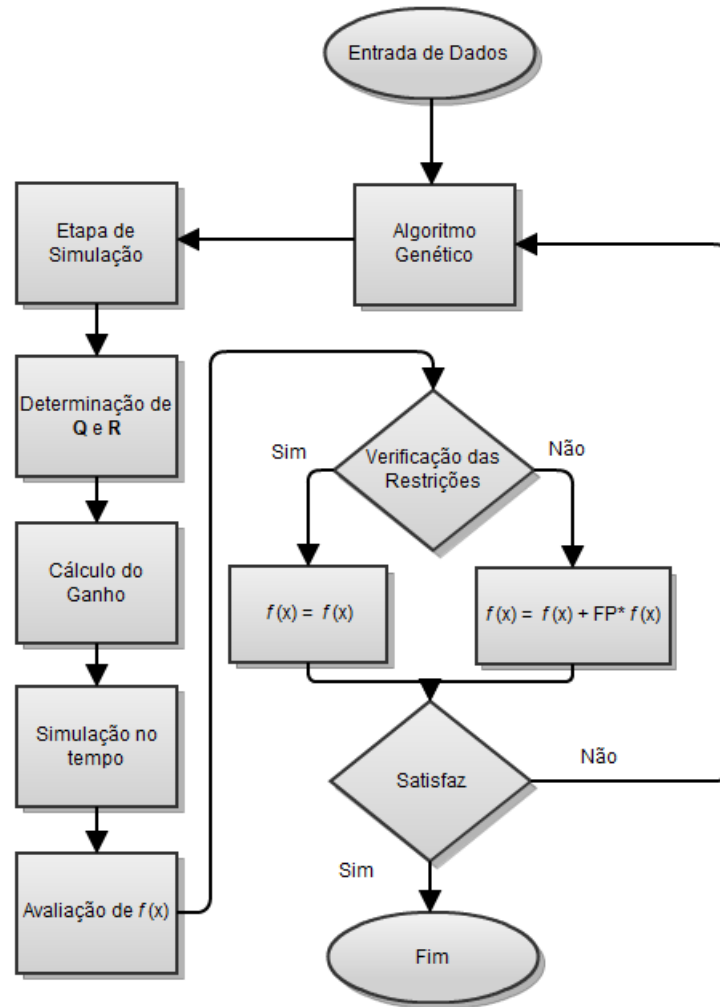 Entrada de Dados
Algoritmo
Genético
Etapa de
Simulação
Determinação de
Q e R
Cálculo do
Ganho
Simulação no
tempo
Avaliação de f (x)
Verificação das
Restrições
Sim
Não
f (x) = f (x)
f (x) = f (x) + FP* f (x)
Satisfaz
Não
Sim
Fim